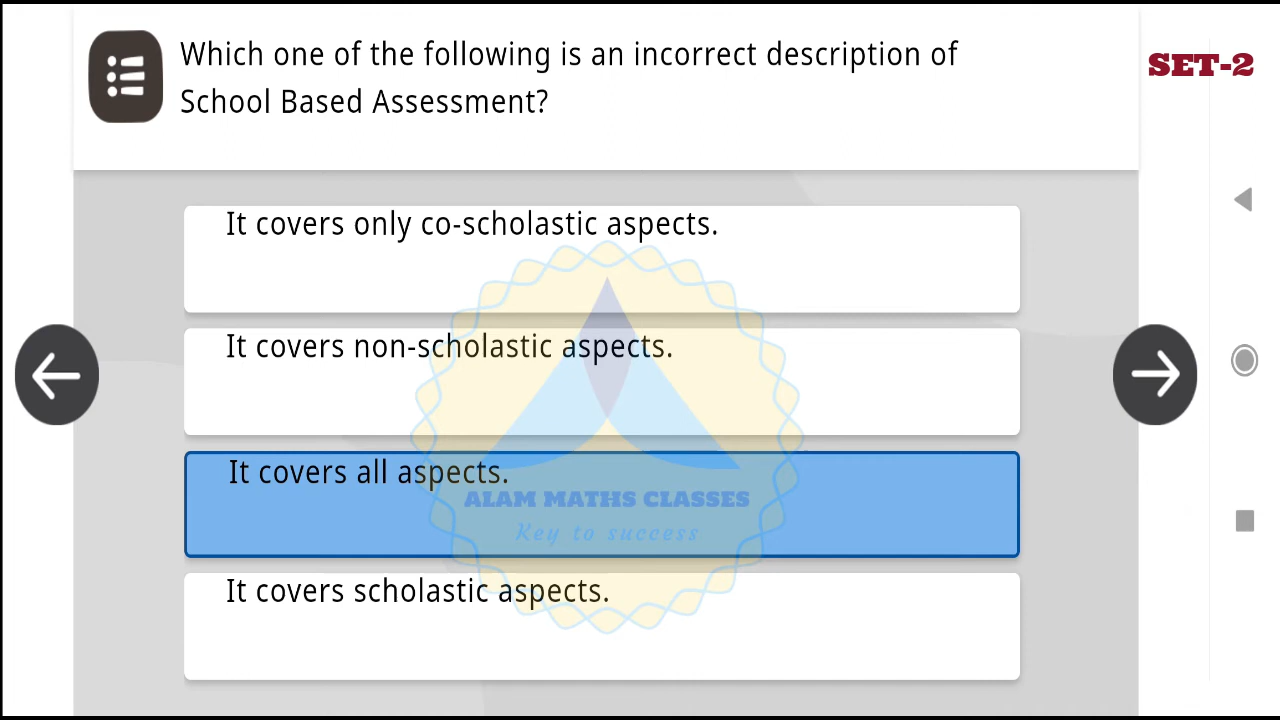 Which one of the following is an incorrect description of
School Based Assessment?
SET-2
It covers only co-scholastic aspects.
It covers non-scholastic aspects.
It covers all aspects.
ALAM MATHS CLASSES
Key to success
It covers scholastic aspects.